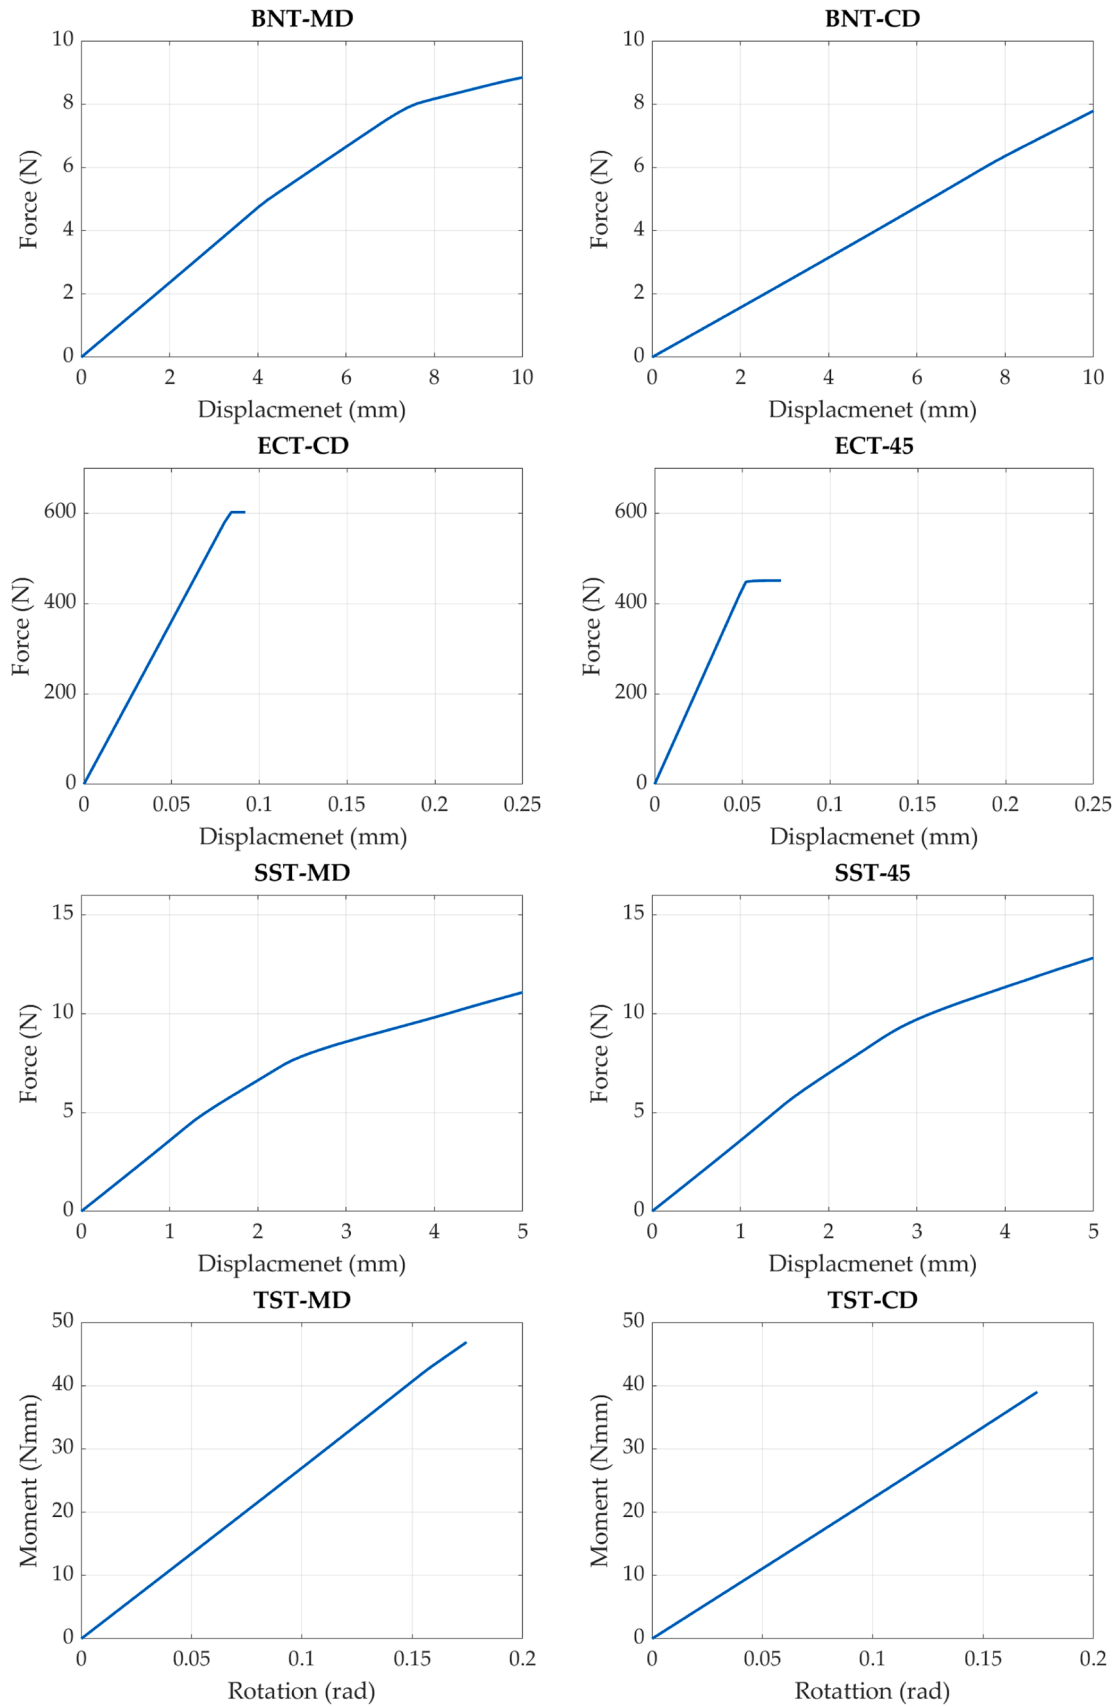 BNT-MD
10
8
6
4
2
0
Force (N)
0 2 4 6 8 10
Displacmenet (mm)
BNT-CD
10
8
6
4
2
0
Force (N)
0 2 4 6 8 10
Displacmenet (mm)
ECT-CD
600
400
200
0
Force (N)
0 0.05 0.1 0.15 0.2 0.25
Displacmenet (mm)
ECT-45
600
400
200
0
Force (N)
0 0.05 0.1 0.15 0.2 0.25
Displacmenet (mm)
SST-MD
15
10
5
0
Force (N)
0 1 2 3 4 5
Displacmenet (mm)
SST-45
15
10
5
0
Force (N)
0 1 2 3 4 5
Displacmenet (mm)
TST-MD
50
40
30
20
10
0
Moment (Nmm)
0 0.05 0.1 0.15 0.2
Rotation (rad)
TST-CD
50
40
30
20
10
0
Moment (Nmm)
0 0.05 0.1 0.15 0.2
Rotattion (rad)